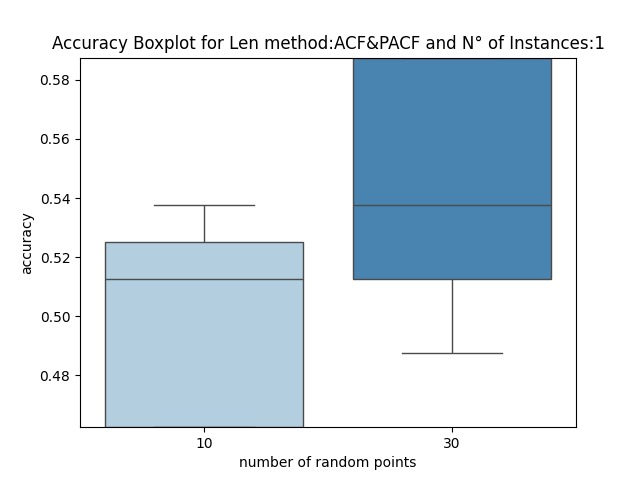 Accuracy Boxplot for Len method:ACF&PACF and N° of Instances:1
accuracy
0.58
0.56
0.54
0.52
0.50
0.48
10
30
number of random points